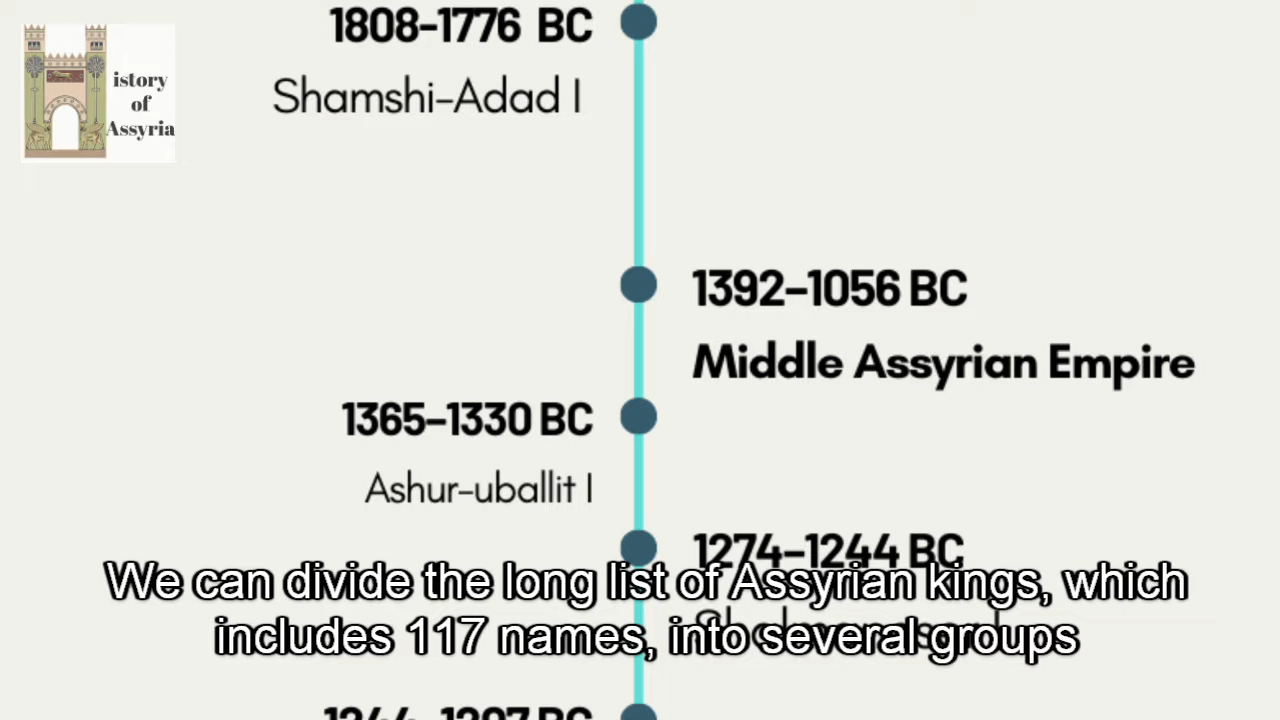 istory
of
Assyria
1808–1776 BC
Shamshi-Adad I
1392–1056 BC
Middle Assyrian Empire
1365–1330 BC
Ashur-uballit I
1274–1244 BC
We can divide the long list of Assyrian kings, which
includes 117 names, into several groups